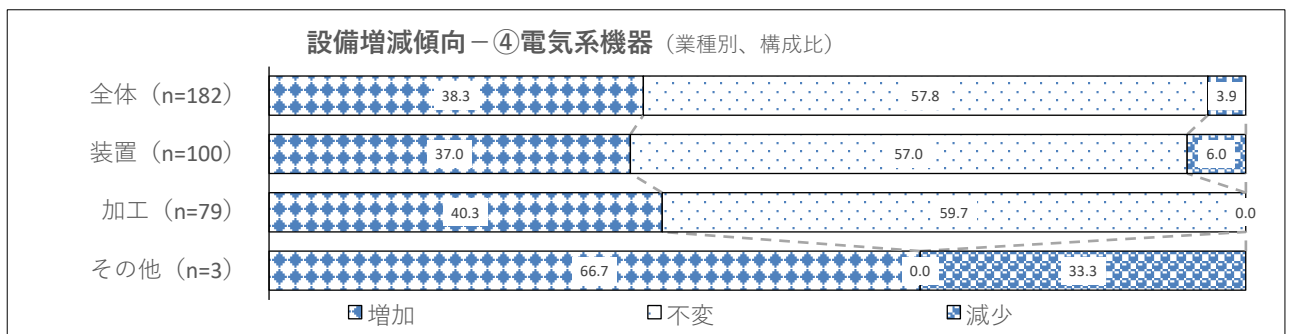 設備増減傾向－④電気系機器（業種別、構成比）
全体（n=182） 38.3 57.8 3.9
装置（n=100） 37.0 57.0 6.0
加工（n=79） 40.3 59.7 0.0
その他（n=3） 66.7 0.0 33.3
増加 不変 減少